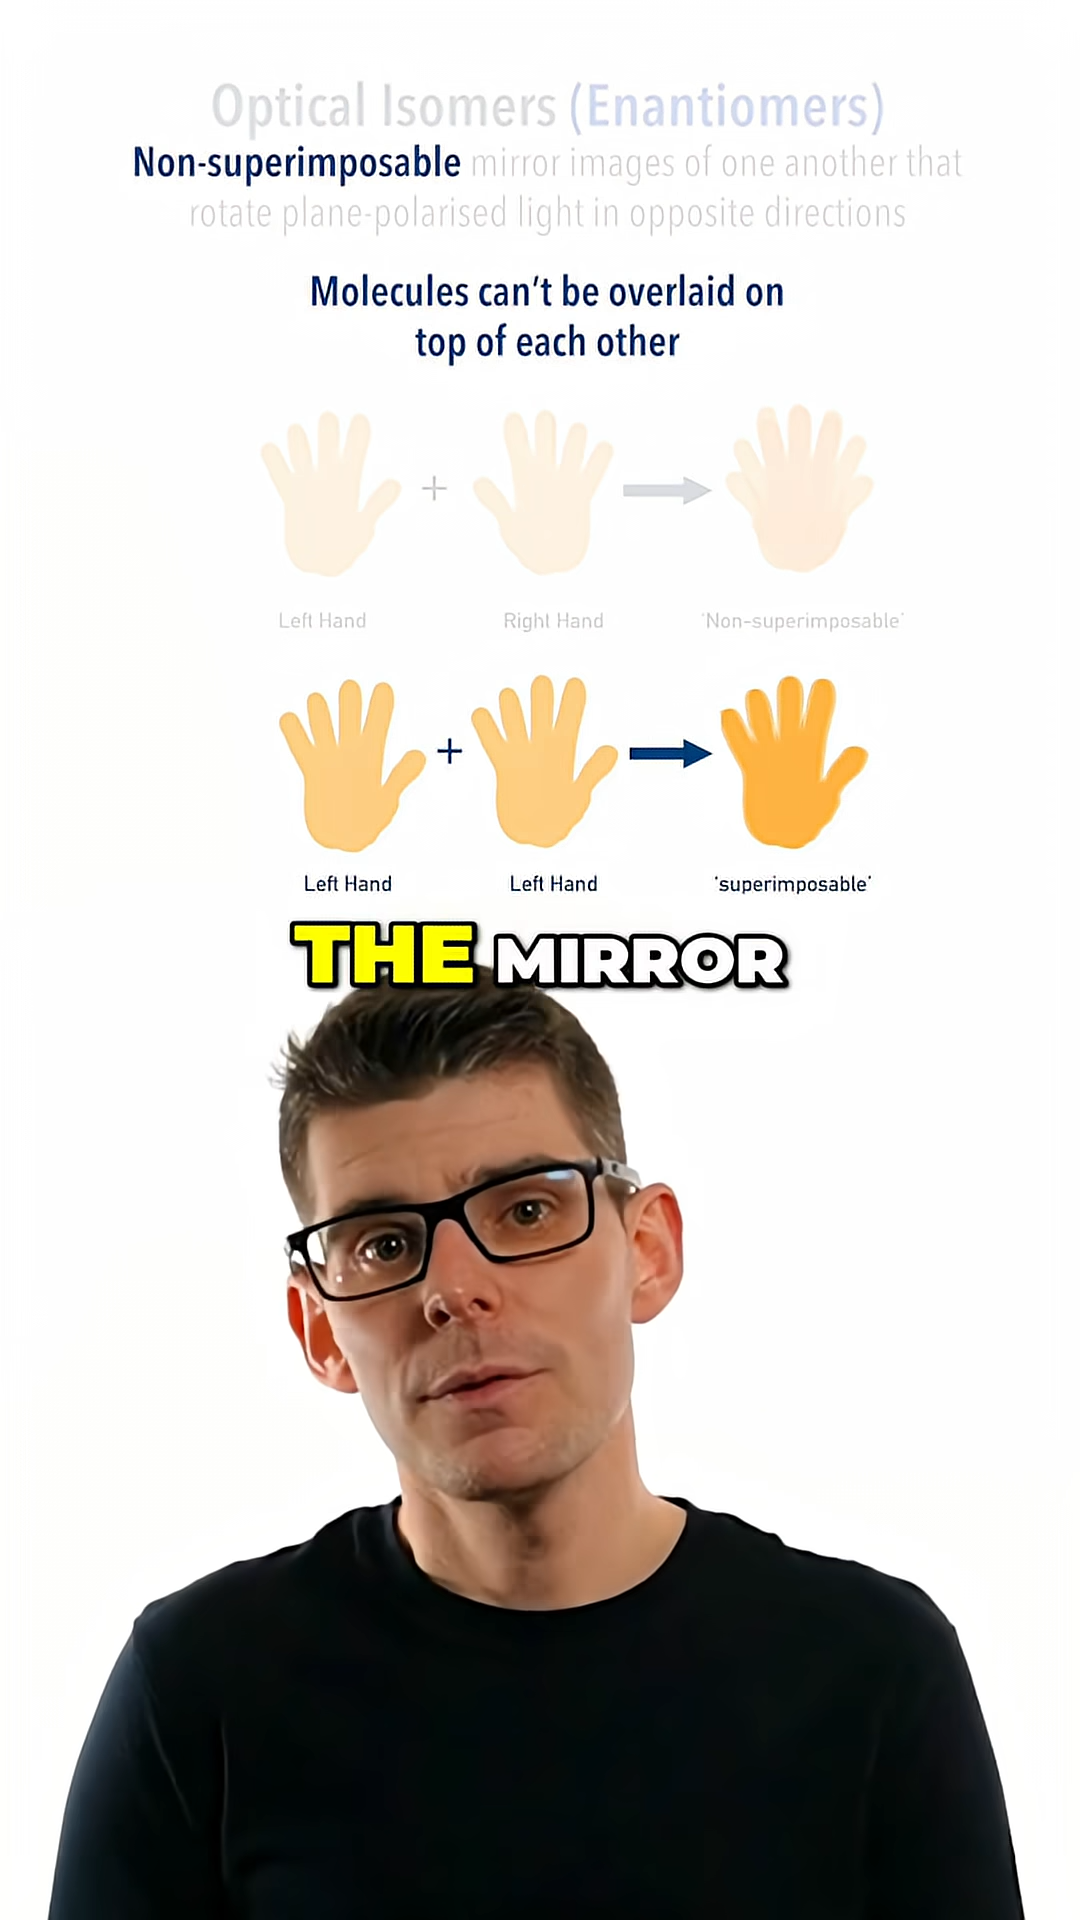 Optical Isomers (Enantiomers)
Non-superimposable mirror images of one another that
rotate plane-polarised light in opposite directions
Molecules can't be overlaid on
top of each other
+
Left Hand Right Hand 'Non-superimposable'
+
Left Hand Left Hand 'superimposable'
THE MIRROR